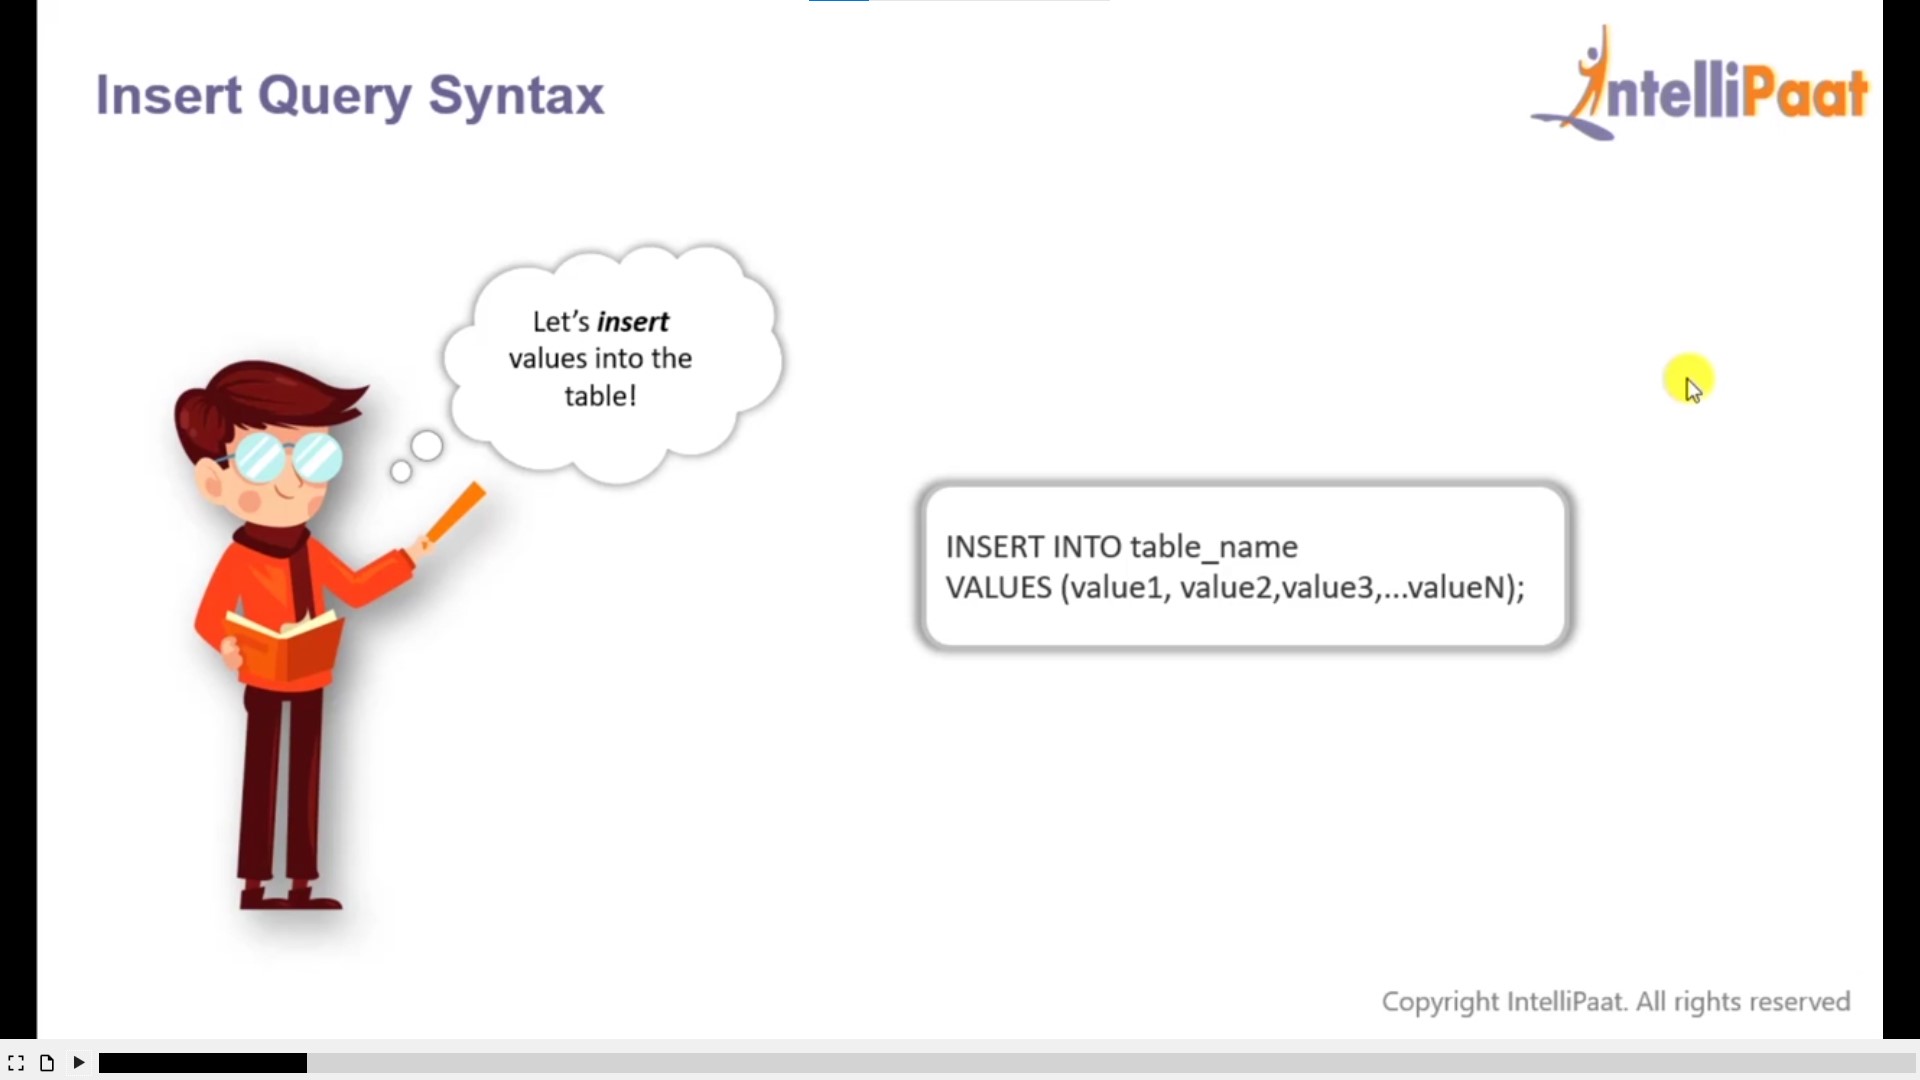 Insert Query Syntax
IntelliPaat
Let’s insert
values into the
table!
INSERT INTO table_name
VALUES (value1, value2,value3,...valueN);
Copyright IntelliPaat. All rights reserved